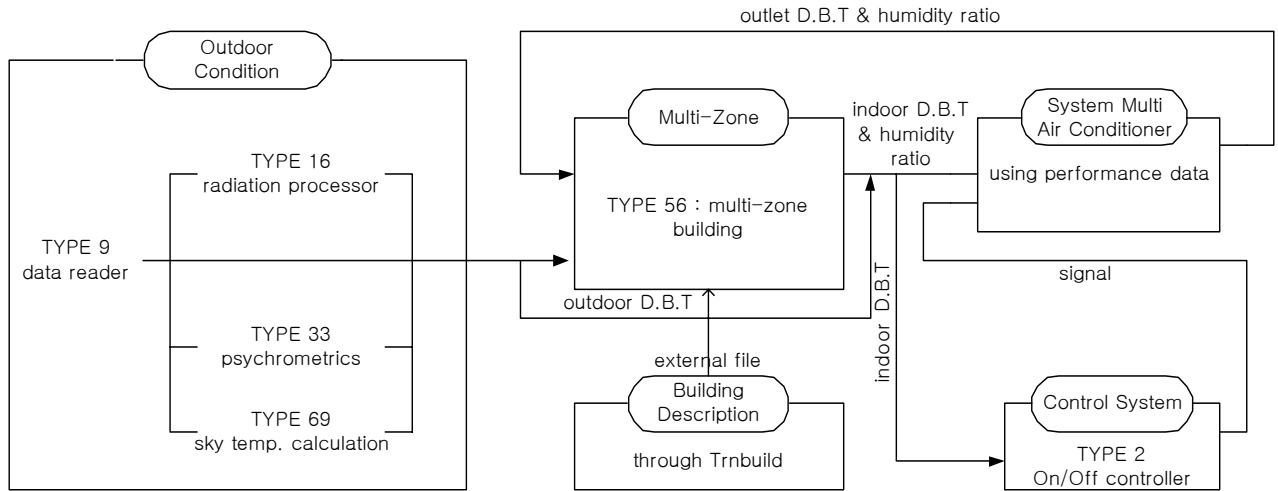 outlet D.B.T & humidity ratio
Outdoor
Condition
TYPE 16
radiation processor
TYPE 9
data reader
TYPE 33
psychrometrics
TYPE 69
sky temp. calculation
Multi-Zone
TYPE 56 : multi-zone
building
outdoor D.B.T
external file
Building
Description
through Trnbuild
indoor D.B.T
& humidity
ratio
indoor D.B.T
System Multi
Air Conditioner
using performance data
signal
Control System
TYPE 2
On/Off controller